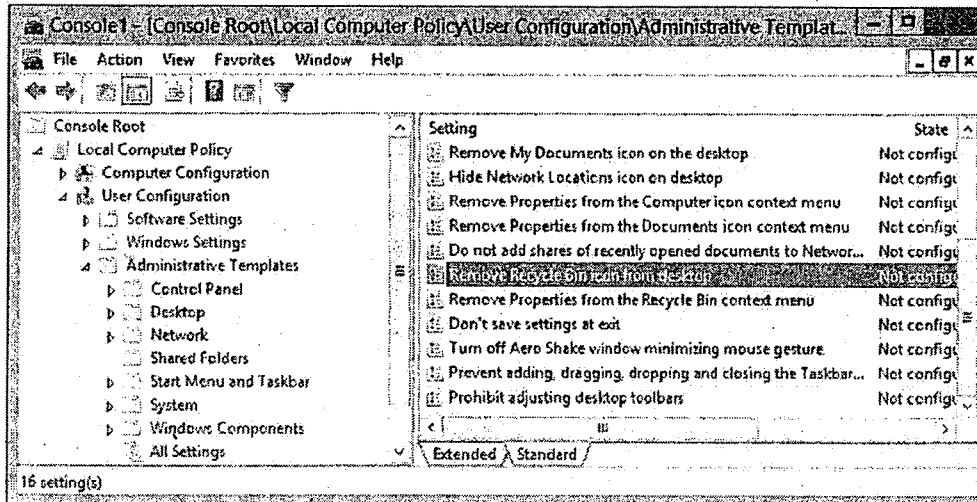 Console1 - [Console Root\Local Computer Policy\User Configuration\Administrative Templat...
File Action View Favorites Window Help
Console Root
Local Computer Policy
Computer Configuration
User Configuration
Software Settings
Windows Settings
Administrative Templates
Control Panel
Desktop
Network
Shared Folders
Start Menu and Taskbar
System
Windows Components
All Settings
Setting State
Remove My Documents icon on the desktop Not configu
Hide Network Locations icon on desktop Not configu
Remove Properties from the Computer icon context menu Not configu
Remove Properties from the Documents icon context menu Not configu
Do not add shares of recently opened documents to Networ... Not configu
Remove Recycle Bin icon from desktop Not configu
Remove Properties from the Recycle Bin context menu Not configu
Don't save settings at exit Not configu
Turn off Aero Shake window minimizing mouse gesture Not configu
Prevent adding, dragging, dropping and closing the Taskbar... Not configu
Prohibit adjusting desktop toolbars Not configu
Extended Standard
16 setting(s)